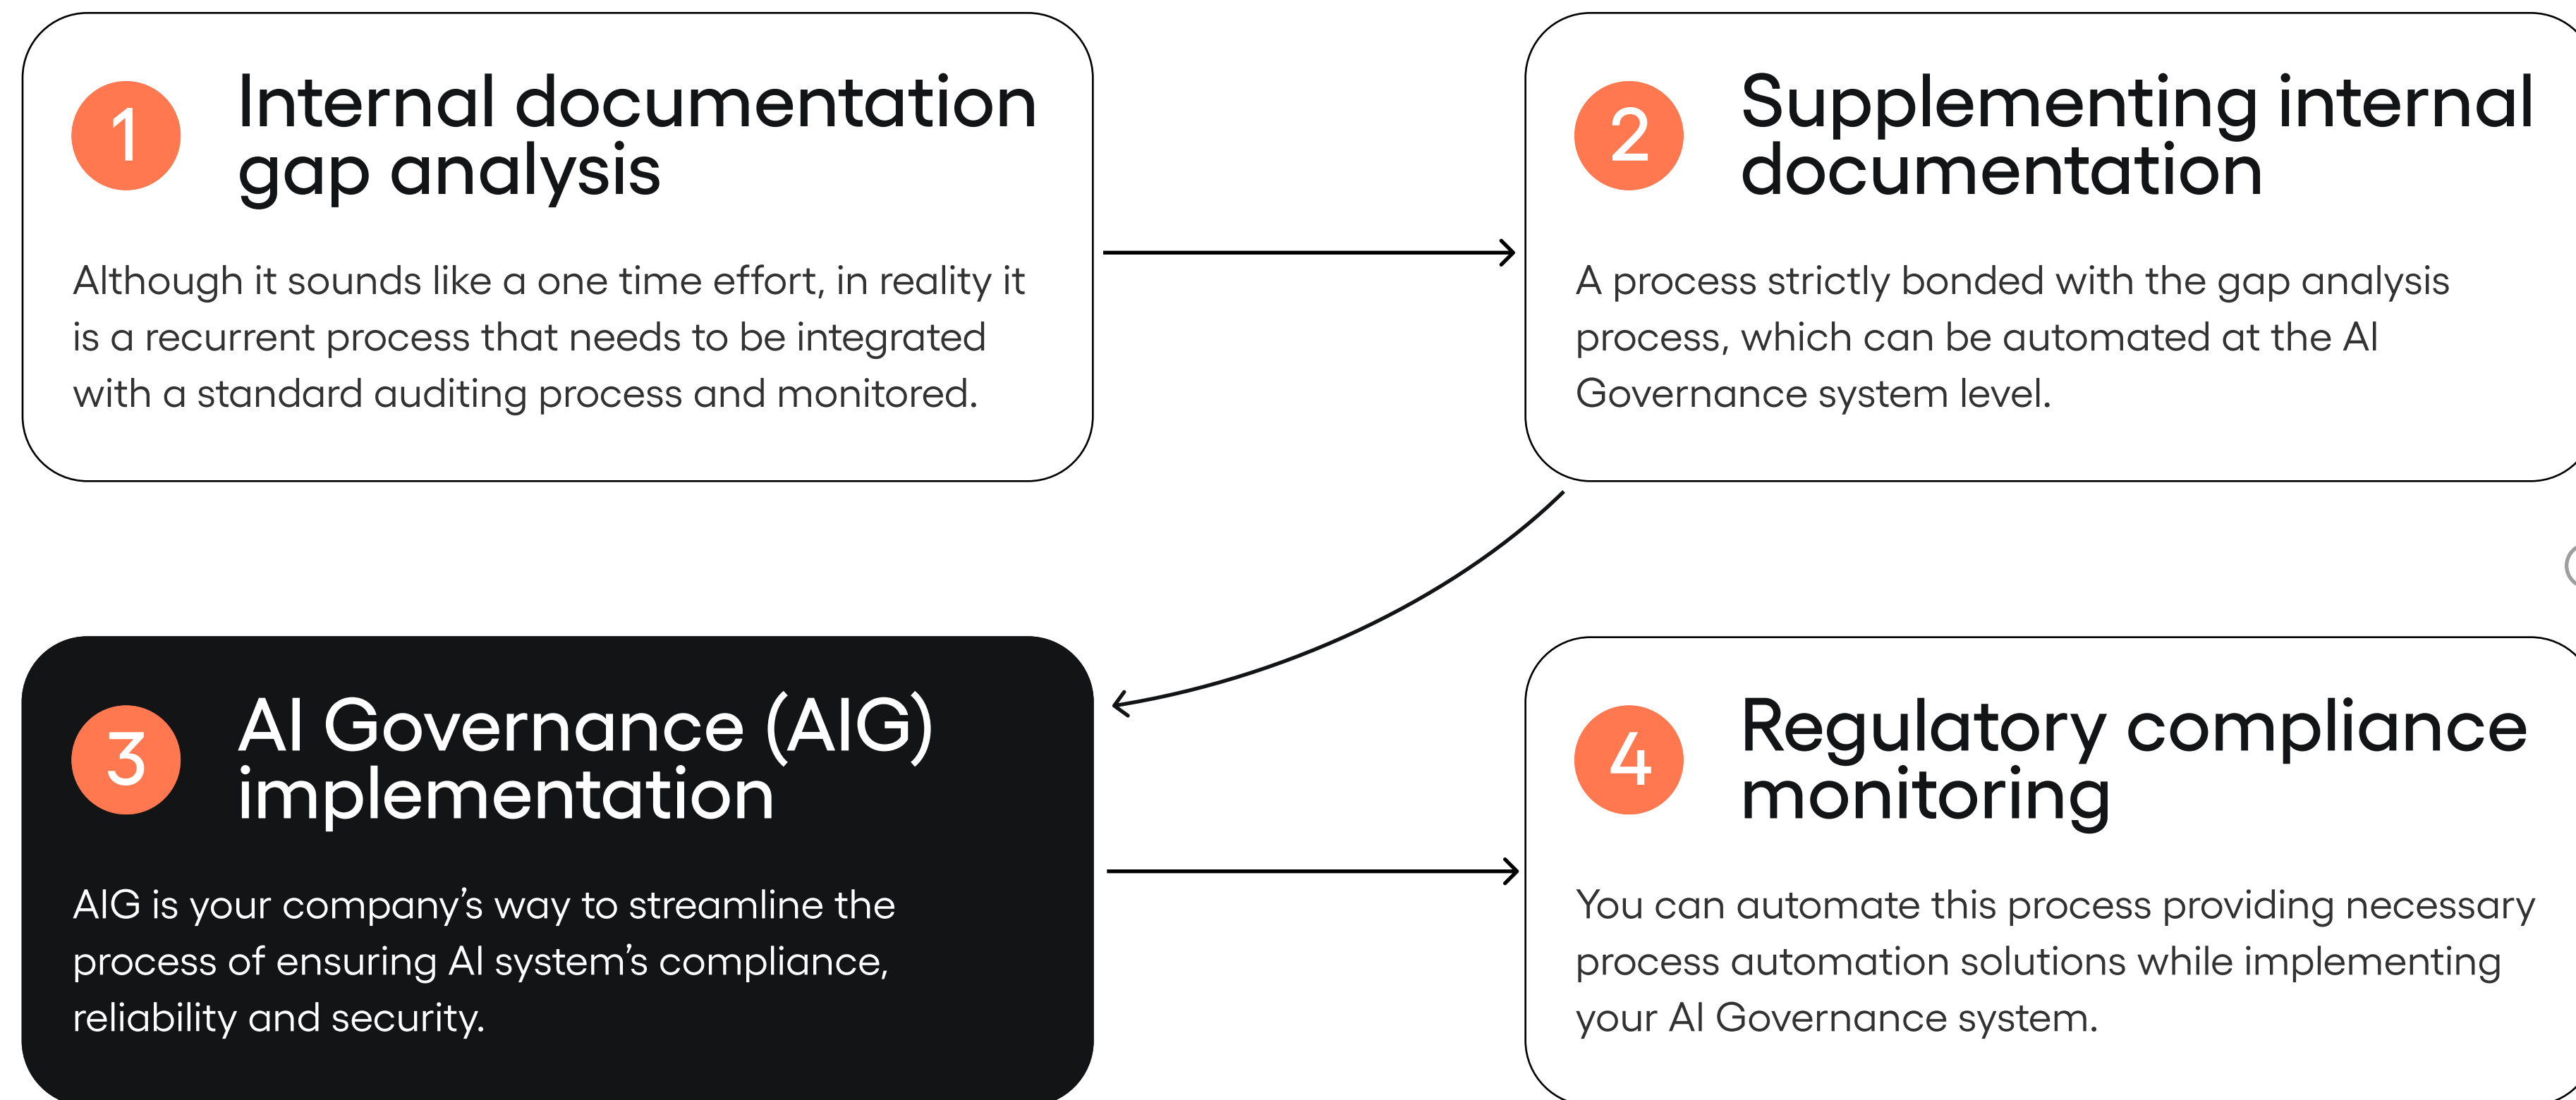 1
Internal documentation
gap analysis
Although it sounds like a one time effort, in reality it
is a recurrent process that needs to be integrated
with a standard auditing process and monitored.
2
Supplementing internal
documentation
A process strictly bonded with the gap analysis
process, which can be automated at the AI
Governance system level.
3
AI Governance (AIG)
implementation
AIG is your company’s way to streamline the
process of ensuring AI system’s compliance,
reliability and security.
4
Regulatory compliance
monitoring
You can automate this process providing necessary
process automation solutions while implementing
your AI Governance system.